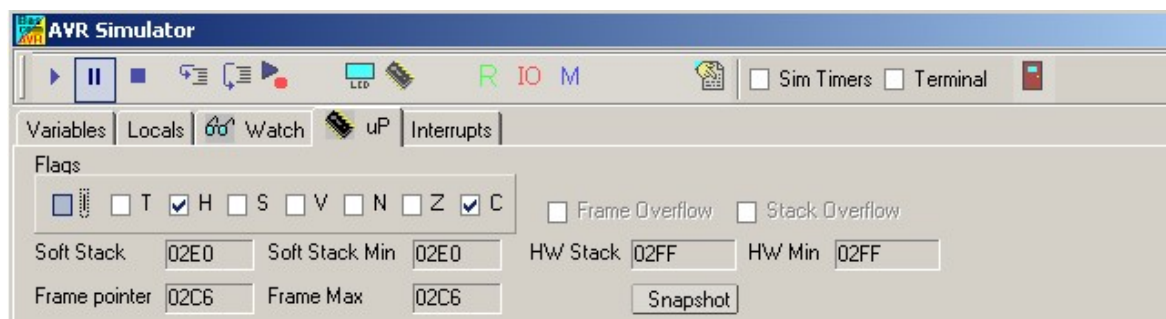 AVR Simulator
LCD R IO M Sim Timers Terminal
Variables Locals Watch uP Interrupts
Flags
I T H S V N Z C Frame Overflow Stack Overflow
Soft Stack 02E0 Soft Stack Min 02E0 HW Stack 02FF HW Min 02FF
Frame pointer 02C6 Frame Max 02C6 Snapshot